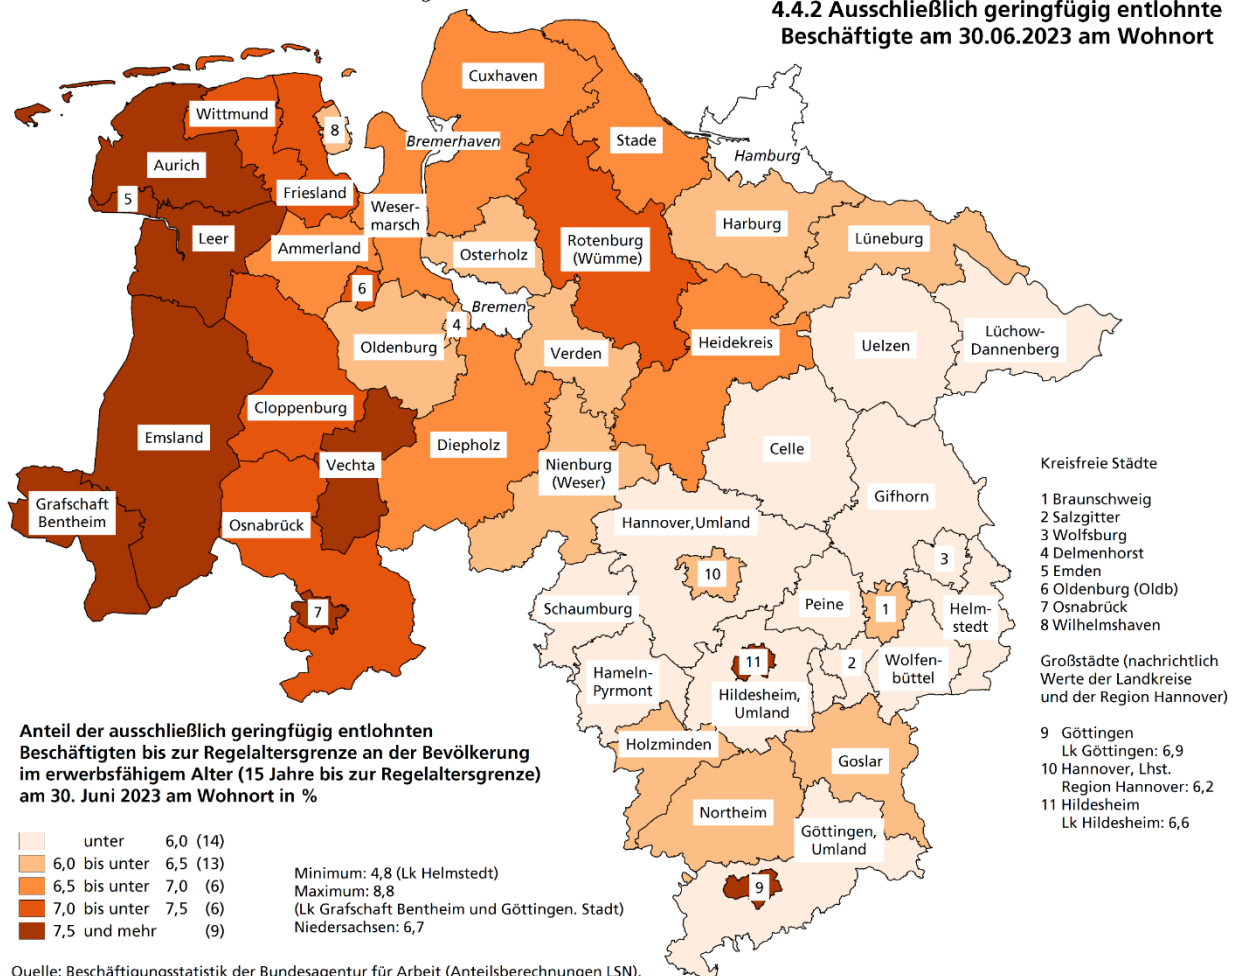 4.4.2 Ausschließlich geringfügig entlohnte
Beschäftigte am 30.06.2023 am Wohnort
Cuxhaven
Wittmund
8
Bremerhaven
Stade
Hamburg
Aurich
5
Friesland
Weser-
marsch
Harburg
Leer
Ammerland
Osterholz
Rotenburg
(Wümme)
Lüneburg
6
Bremen
4
Oldenburg
Verden
Heidekreis
Uelzen
Lüchow-
Dannenberg
Cloppenburg
Emsland
Diepholz
Celle
Vechta
Nienburg
(Weser)
Gifhorn
Grafschaft
Bentheim
Osnabrück
Hannover,Umland
3
10
7
Schaumburg
Peine
1
Helm-
stedt
11
2
Wolfen-
büttel
Hameln-
Pyrmont
Hildesheim,
Umland
Holzminden
Goslar
Northeim
Göttingen,
Umland
9
Kreisfreie Städte
1 Braunschweig
2 Salzgitter
3 Wolfsburg
4 Delmenhorst
5 Emden
6 Oldenburg (Oldb)
7 Osnabrück
8 Wilhelmshaven
Großstädte (nachrichtlich
Werte der Landkreise
und der Region Hannover)
9 Göttingen
Lk Göttingen: 6,9
10 Hannover, Lhst.
Region Hannover: 6,2
11 Hildesheim
Lk Hildesheim: 6,6
Anteil der ausschließlich geringfügig entlohnten
Beschäftigten bis zur Regelaltersgrenze an der Bevölkerung
im erwerbsfähigem Alter (15 Jahre bis zur Regelaltersgrenze)
am 30. Juni 2023 am Wohnort in %
unter 6,0 (14)
6,0 bis unter 6,5 (13)
6,5 bis unter 7,0 (6)
7,0 bis unter 7,5 (6)
7,5 und mehr (9)
Minimum: 4,8 (Lk Helmstedt)
Maximum: 8,8
(Lk Grafschaft Bentheim und Göttingen. Stadt)
Niedersachsen: 6,7
Quelle: Beschäftigungsstatistik der Bundesagentur für Arbeit (Anteilsberechnungen LSN).